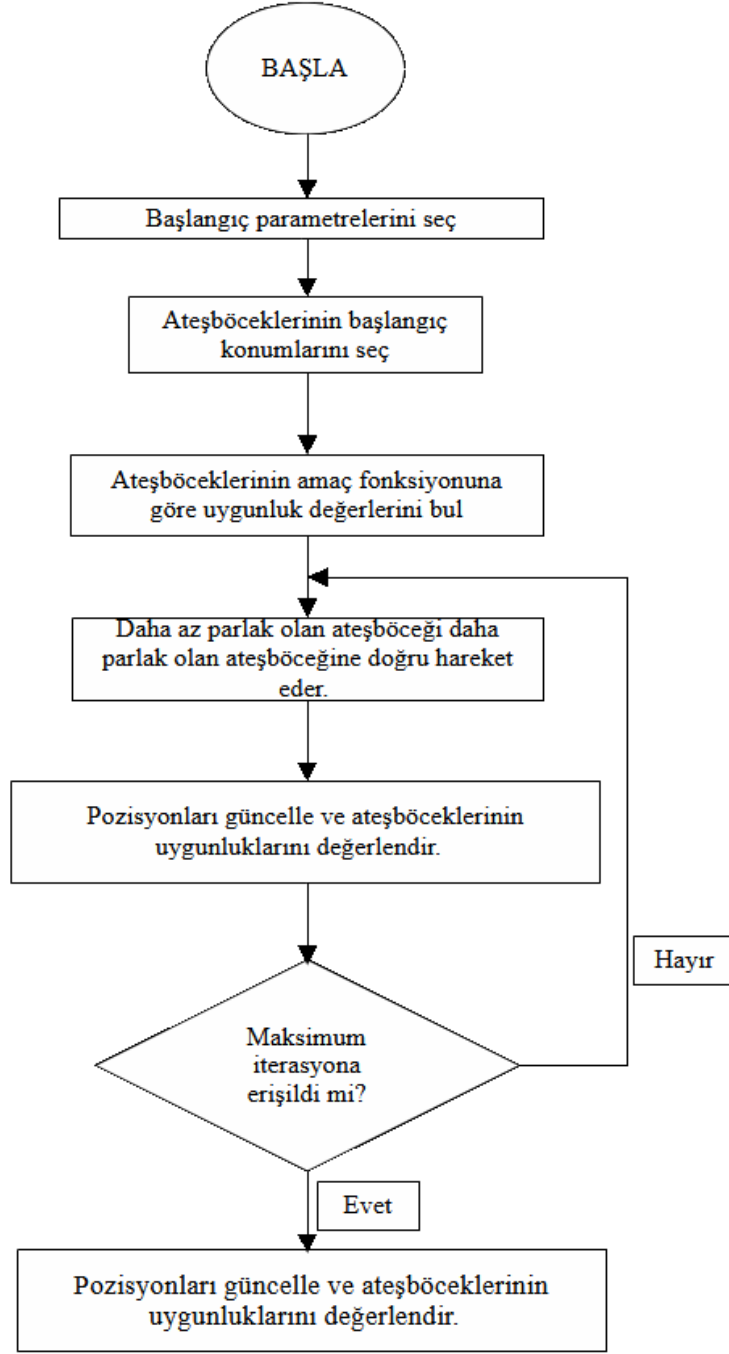 BAŞLA
Başlangıç parametrelerini seç
Ateşböceklerinin başlangıç
konumlarını seç
Ateşböceklerinin amaç fonksiyonuna
göre uygunluk değerlerini bul
Daha az parlak olan ateşböceği daha
parlak olan ateşböceğine doğru hareket
eder.
Pozisyonları güncelle ve ateşböceklerinin
uygunluklarını değerlendir.
Hayır
Maksimum
iterasyona
erişildi mi?
Evet
Pozisyonları güncelle ve ateşböceklerinin
uygunluklarını değerlendir.